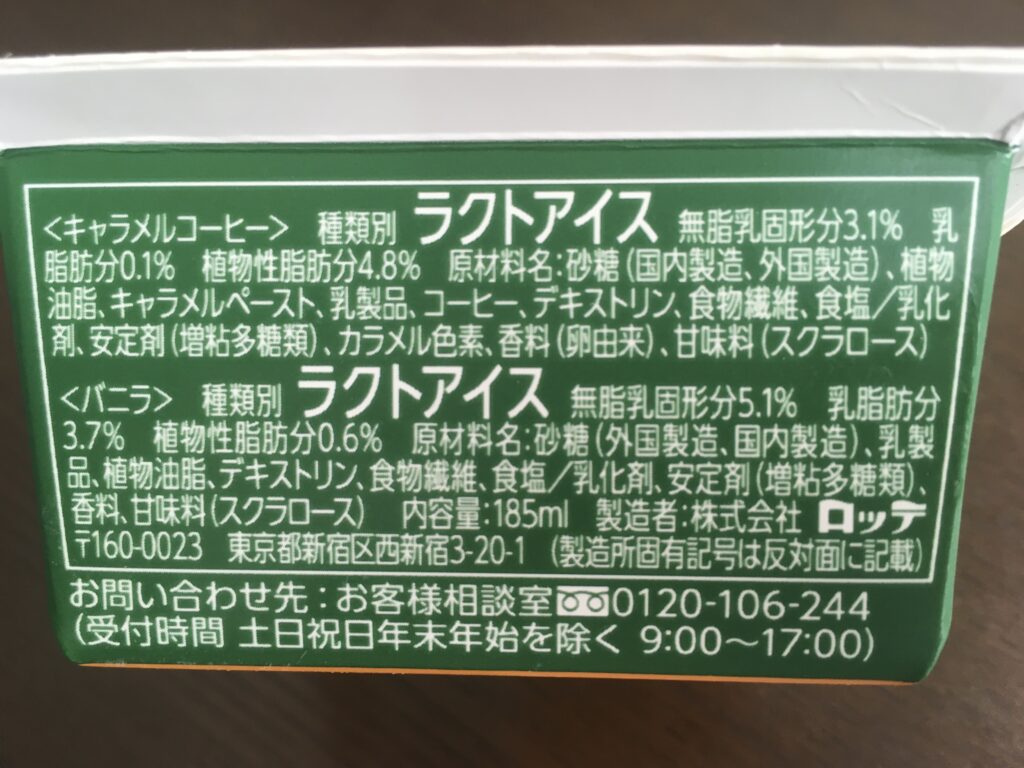 <キャラメルコーヒー> 種類別 ラクトアイス 無脂乳固形分3.1% 乳
脂肪分0.1% 植物性脂肪分4.8% 原材料名:砂糖(国内製造、外国製造)、植物
油脂、キャラメルペースト、乳製品、コーヒー、デキストリン、食物繊維、食塩／乳化
剤、安定剤(増粘多糖類)、カラメル色素、香料(卵由来)、甘味料(スクラロース)
<バニラ> 種類別 ラクトアイス 無脂乳固形分5.1% 乳脂肪分
3.7% 植物性脂肪分0.6% 原材料名:砂糖(外国製造、国内製造)、乳製
品、植物油脂、デキストリン、食物繊維、食塩／乳化剤、安定剤(増粘多糖類)、
香料、甘味料(スクラロース) 内容量:185ml 製造者:株式会社 ロッテ
〒160-0023 東京都新宿区西新宿3-20-1 (製造所固有記号は反対面に記載)
お問い合わせ先:お客様相談室 0120-106-244
(受付時間 土日祝日年末年始を除く 9:00〜17:00)